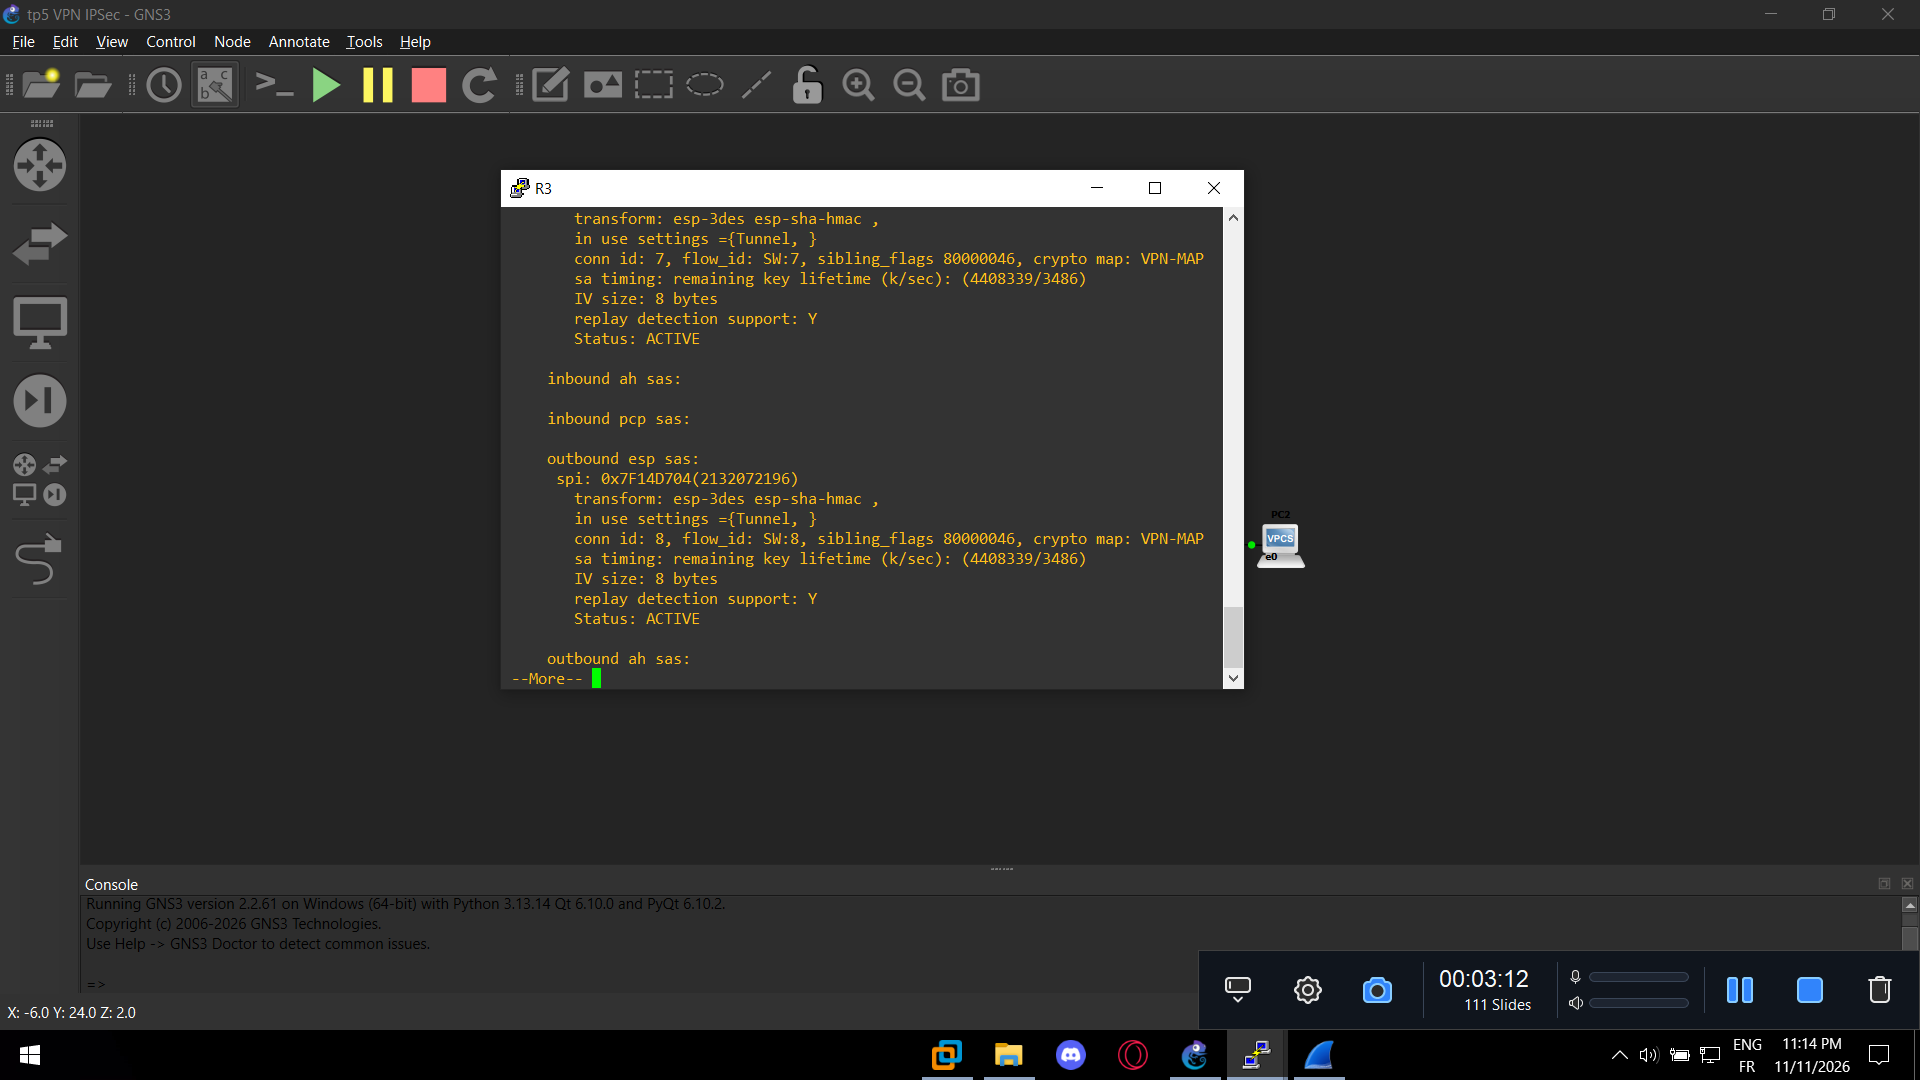 tp5 VPN IPSec - GNS3
File Edit View Control Node Annotate Tools Help
a c
b
R3
transform: esp-3des esp-sha-hmac ,
in use settings ={Tunnel, }
conn id: 7, flow_id: SW:7, sibling_flags 80000046, crypto map: VPN-MAP
sa timing: remaining key lifetime (k/sec): (4408339/3486)
IV size: 8 bytes
replay detection support: Y
Status: ACTIVE
inbound ah sas:
inbound pcp sas:
outbound esp sas:
spi: 0x7F14D704(2132072196)
transform: esp-3des esp-sha-hmac ,
in use settings ={Tunnel, }
conn id: 8, flow_id: SW:8, sibling_flags 80000046, crypto map: VPN-MAP
sa timing: remaining key lifetime (k/sec): (4408339/3486)
IV size: 8 bytes
replay detection support: Y
Status: ACTIVE
outbound ah sas:
--More--
PC2
VPCS
e0
Console
Running GNS3 version 2.2.61 on Windows (64-bit) with Python 3.13.14 Qt 6.10.0 and PyQt 6.10.2.
Copyright (c) 2006-2026 GNS3 Technologies.
Use Help -> GNS3 Doctor to detect common issues.
=>
X: -6.0 Y: 24.0 Z: 2.0
00:03:12
111 Slides
ENG
FR
11:14 PM
11/11/2026